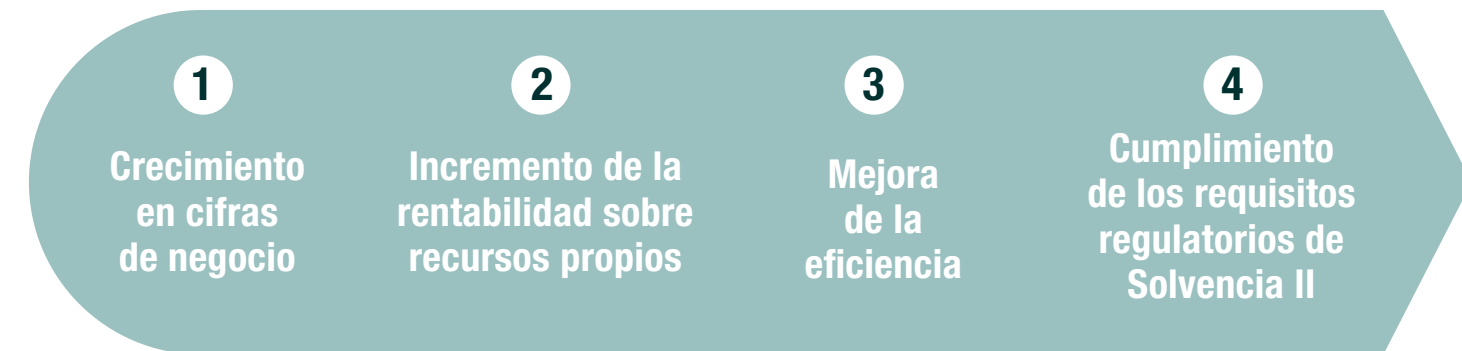 1
Crecimiento
en cifras
de negocio
2
Incremento de la
rentabilidad sobre
recursos propios
3
Mejora
de la
eficiencia
4
Cumplimiento
de los requisitos
regulatorios de
Solvencia II